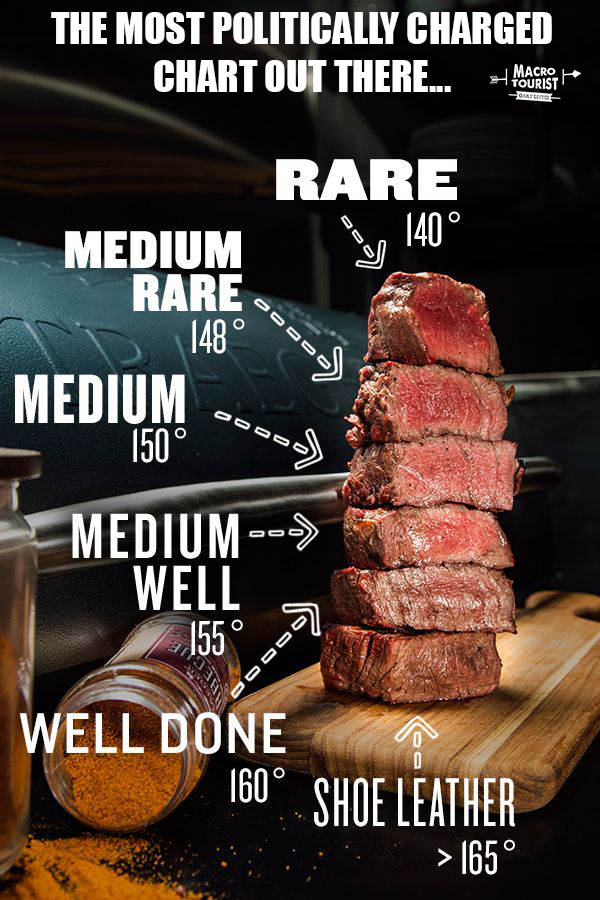 THE MOST POLITICALLY CHARGED
CHART OUT THERE...
MACRO
TOURIST
RARE
140°
MEDIUM
RARE
148°
MEDIUM
150°
MEDIUM
WELL
155°
WELL DONE
160°
SHOE LEATHER
> 165°
TRAEGER